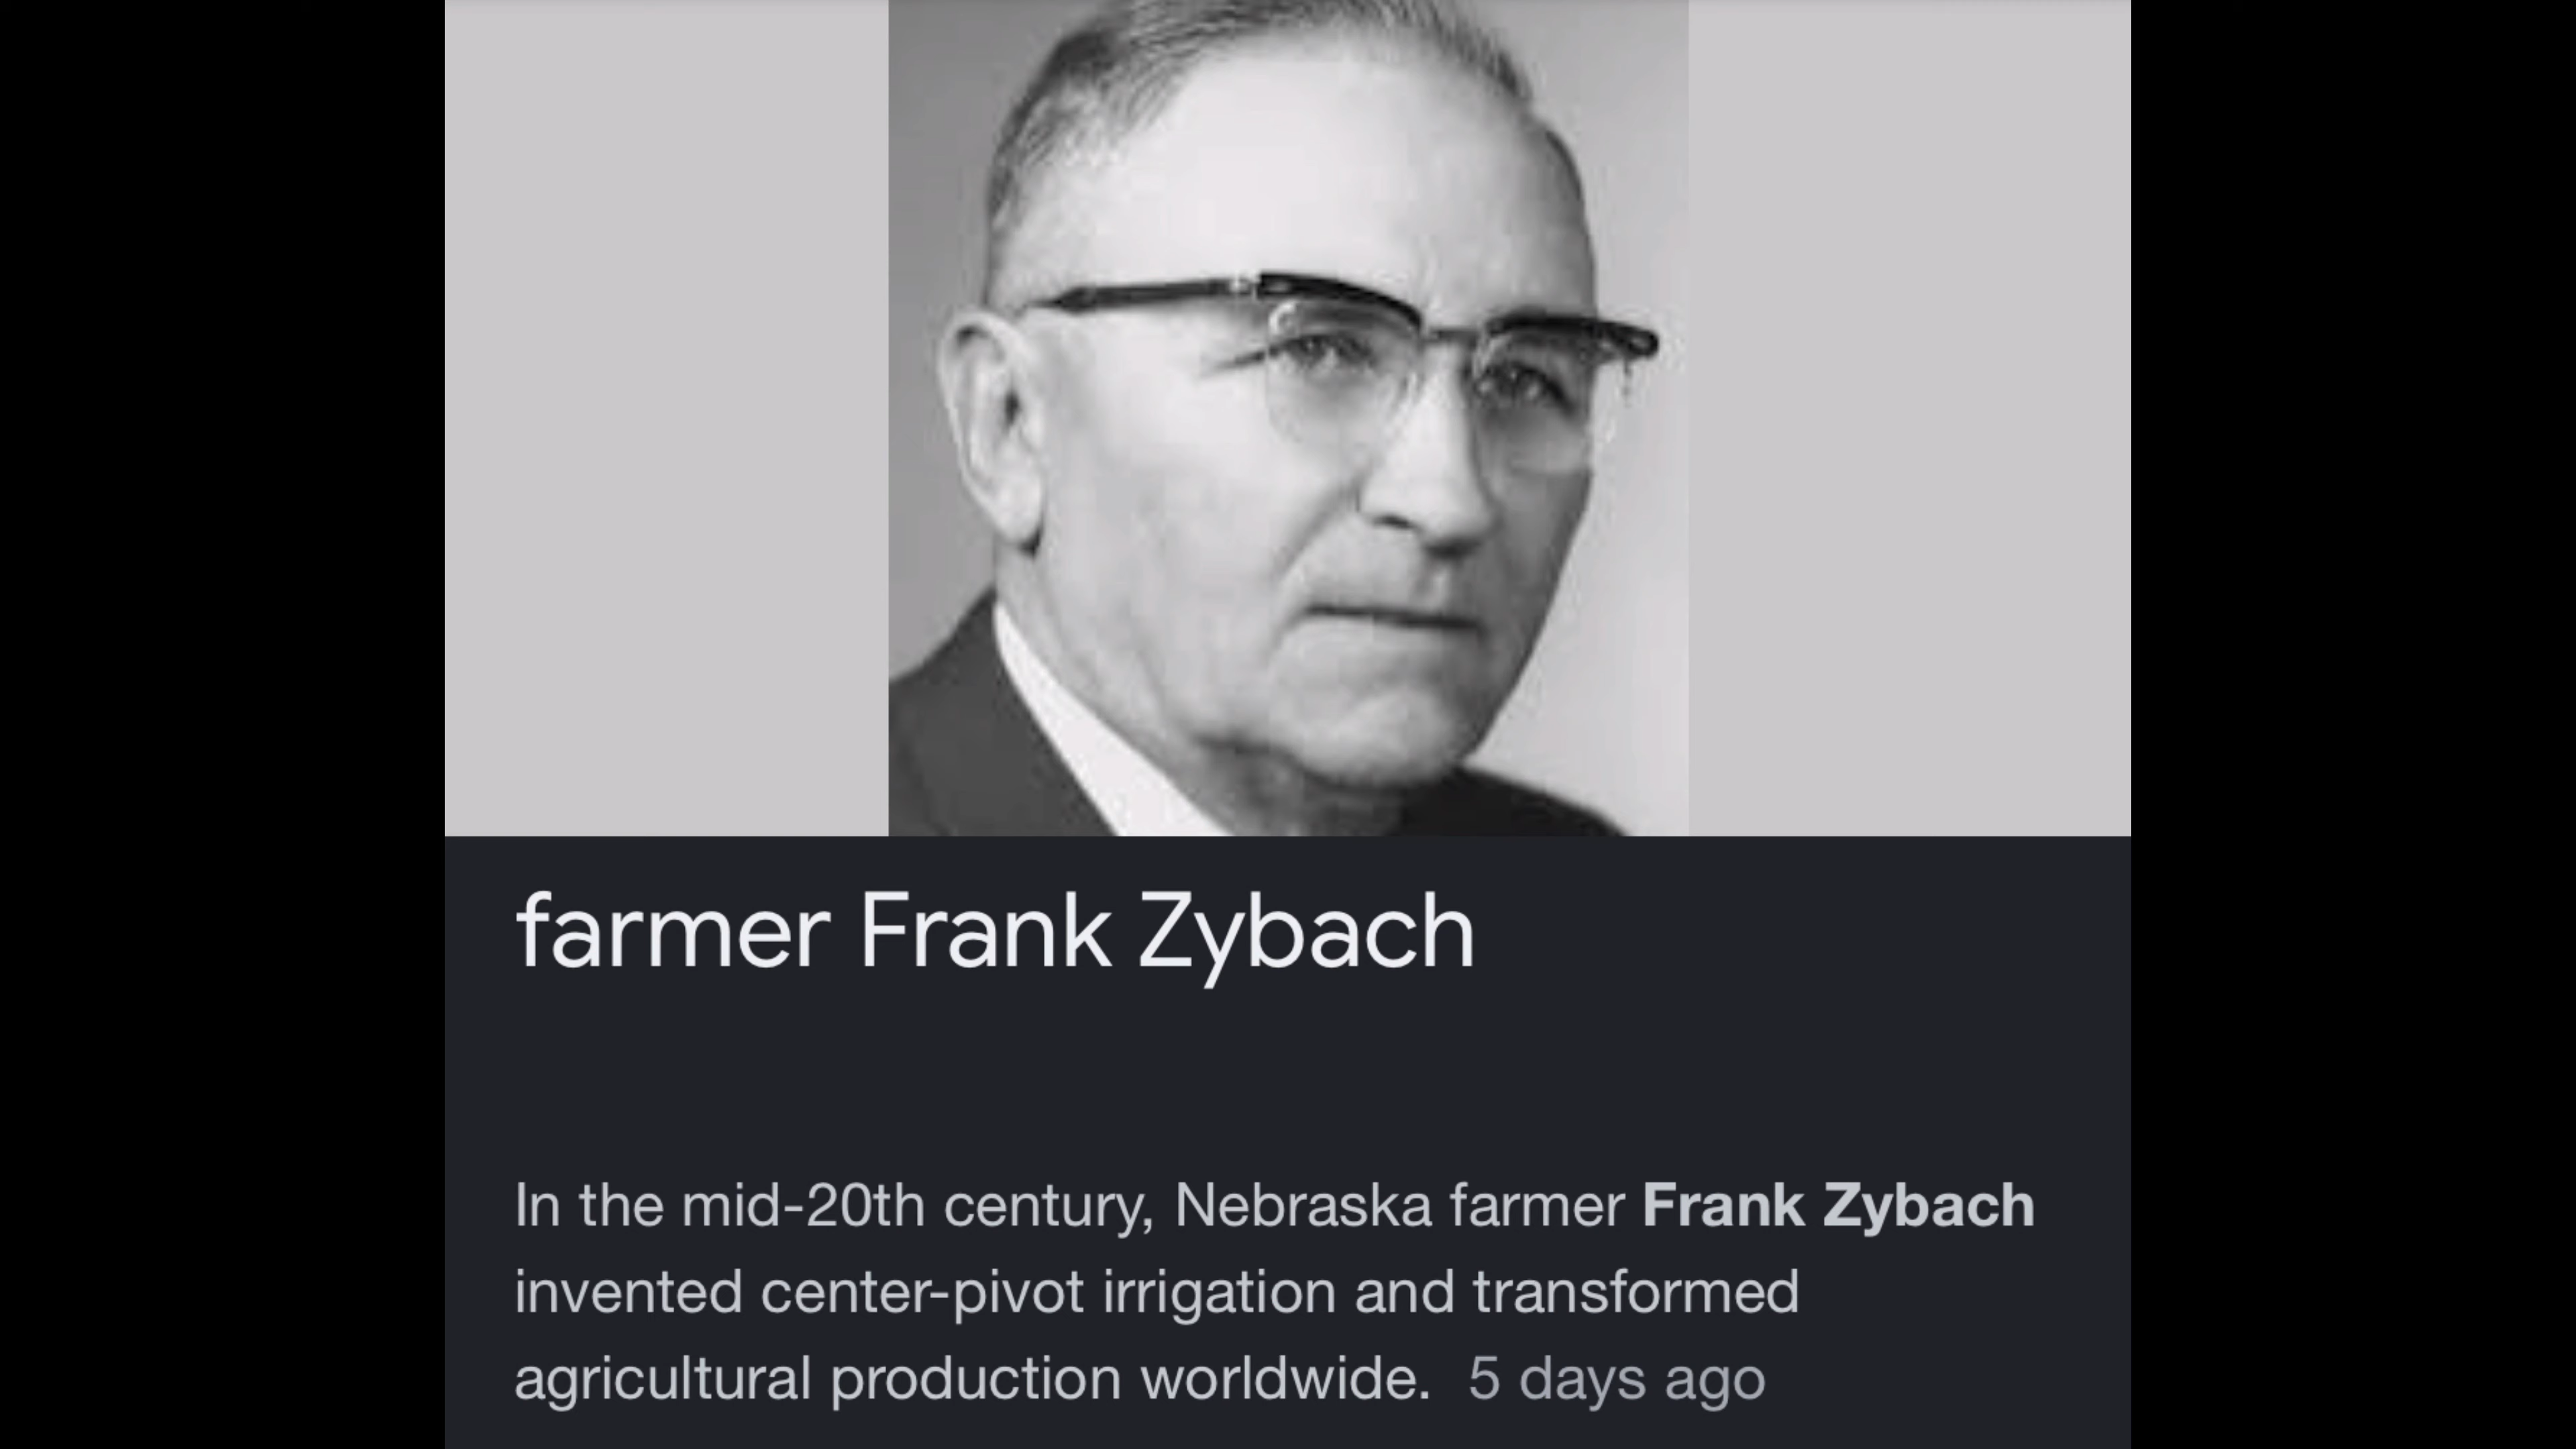 farmer Frank Zybach
In the mid-20th century, Nebraska farmer Frank Zybach
invented center-pivot irrigation and transformed
agricultural production worldwide. 5 days ago